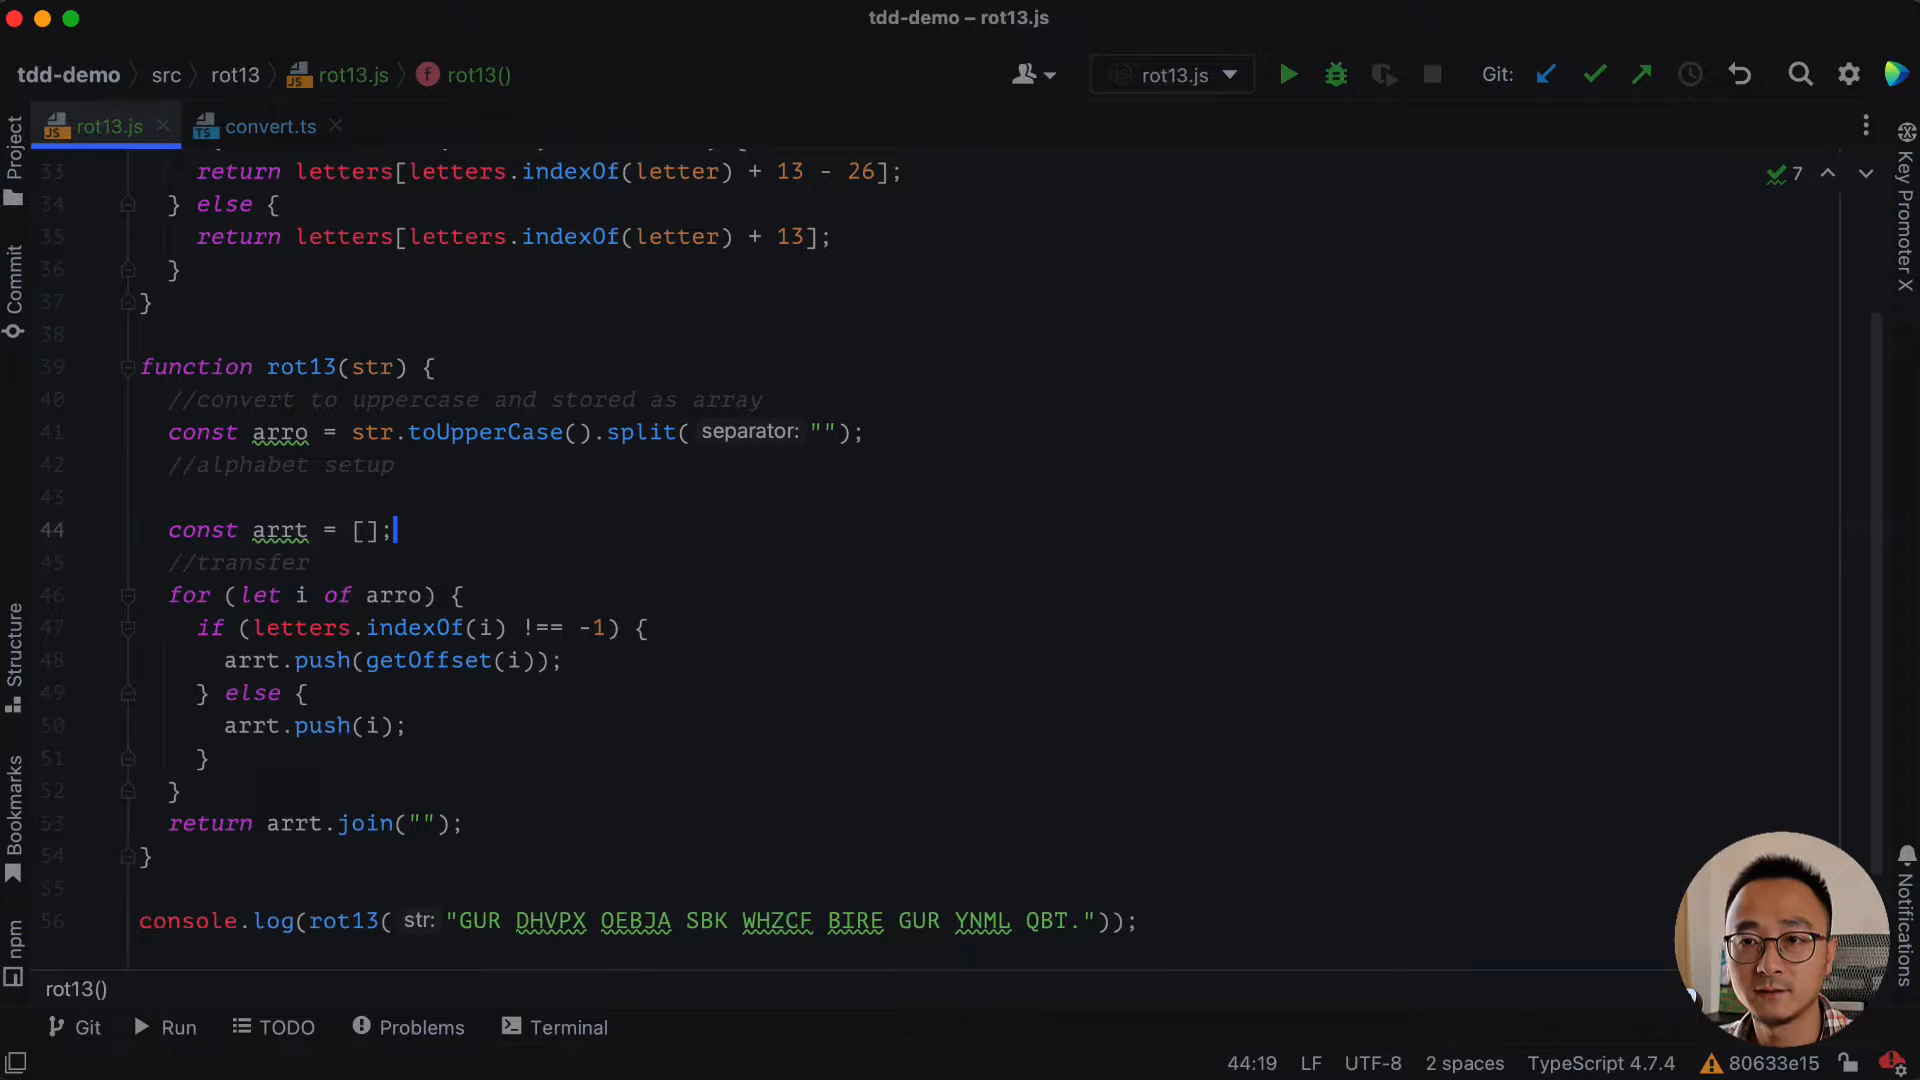 tdd-demo – rot13.js
tdd-demo src rot13 rot13.js rot13()
rot13.js
Git:
rot13.js convert.ts
7
33 return letters[letters.indexOf(letter) + 13 - 26];
34 } else {
35 return letters[letters.indexOf(letter) + 13];
36 }
37 }
38
39 function rot13(str) {
40 //convert to uppercase and stored as array
41 const arro = str.toUpperCase().split( separator: "");
42 //alphabet setup
43
44 const arrt = [];
45 //transfer
46 for (let i of arro) {
47 if (letters.indexOf(i) !== -1) {
48 arrt.push(getOffset(i));
49 } else {
50 arrt.push(i);
51 }
52 }
53 return arrt.join("");
54 }
55
56 console.log(rot13( str: "GUR DHVPX OEBJA SBK WHZCF BIRE GUR YNML QBT."));
Project
Commit
Structure
Bookmarks
npm
Key Promoter X
Notifications
rot13()
Git Run TODO Problems Terminal
44:19 LF UTF-8 2 spaces TypeScript 4.7.4 80633e15